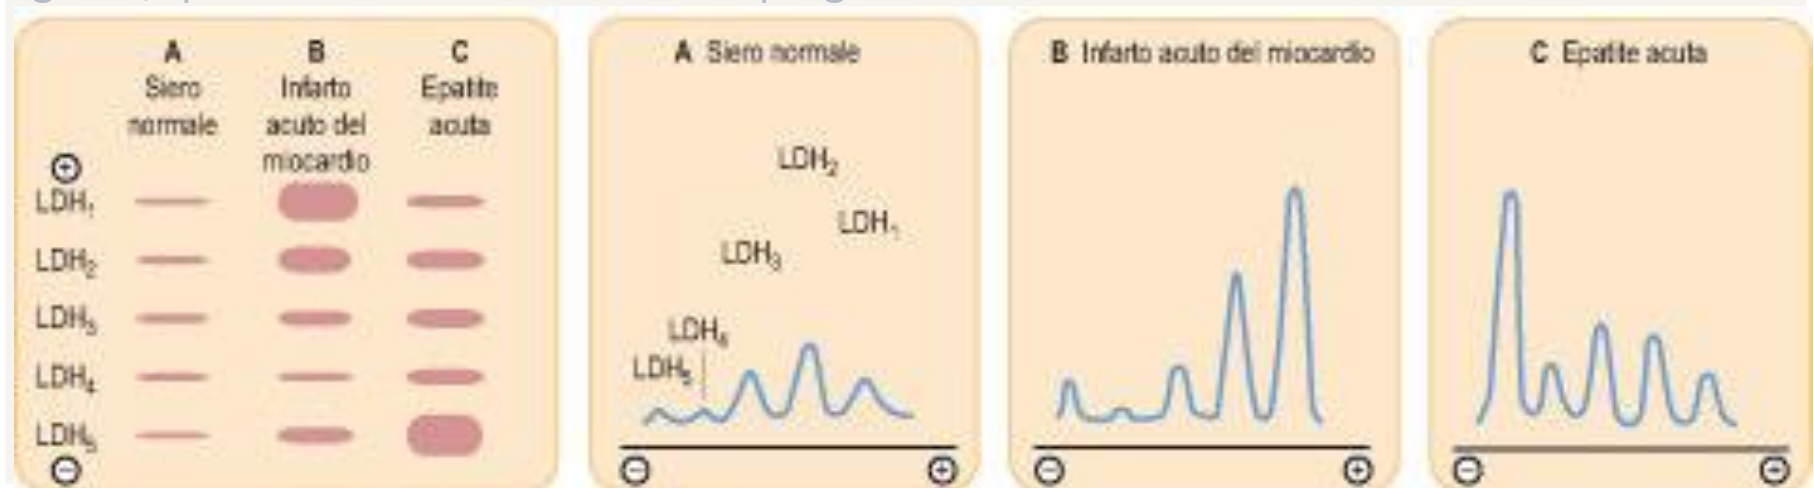 A
Siero
normale
B
Infarto
acuto del
miocardio
C
Epatite
acuta
⊕
LDH₁
LDH₂
LDH₃
LDH₄
LDH₅
⊖
A Siero normale
LDH₂
LDH₁
LDH₃
LDH₄
LDH₅
⊖ ⊕
B Infarto acuto del miocardio
⊖ ⊕
C Epatite acuta
⊖ ⊕